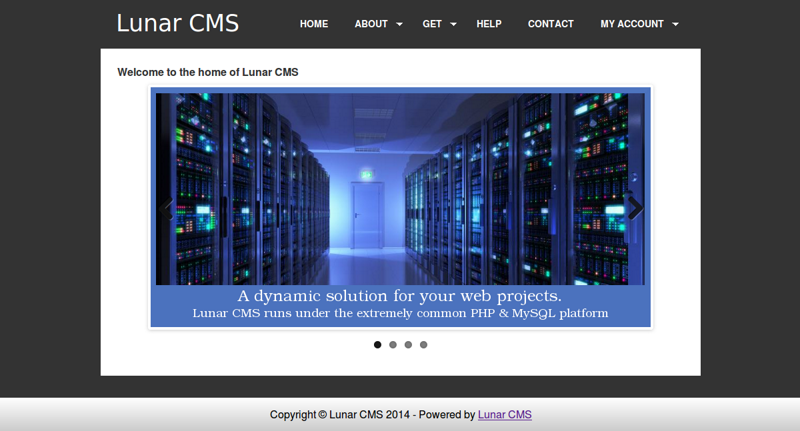 Lunar CMS
HOME ABOUT GET HELP CONTACT MY ACCOUNT
Welcome to the home of Lunar CMS
A dynamic solution for your web projects.
Lunar CMS runs under the extremely common PHP & MySQL platform
Copyright © Lunar CMS 2014 - Powered by Lunar CMS